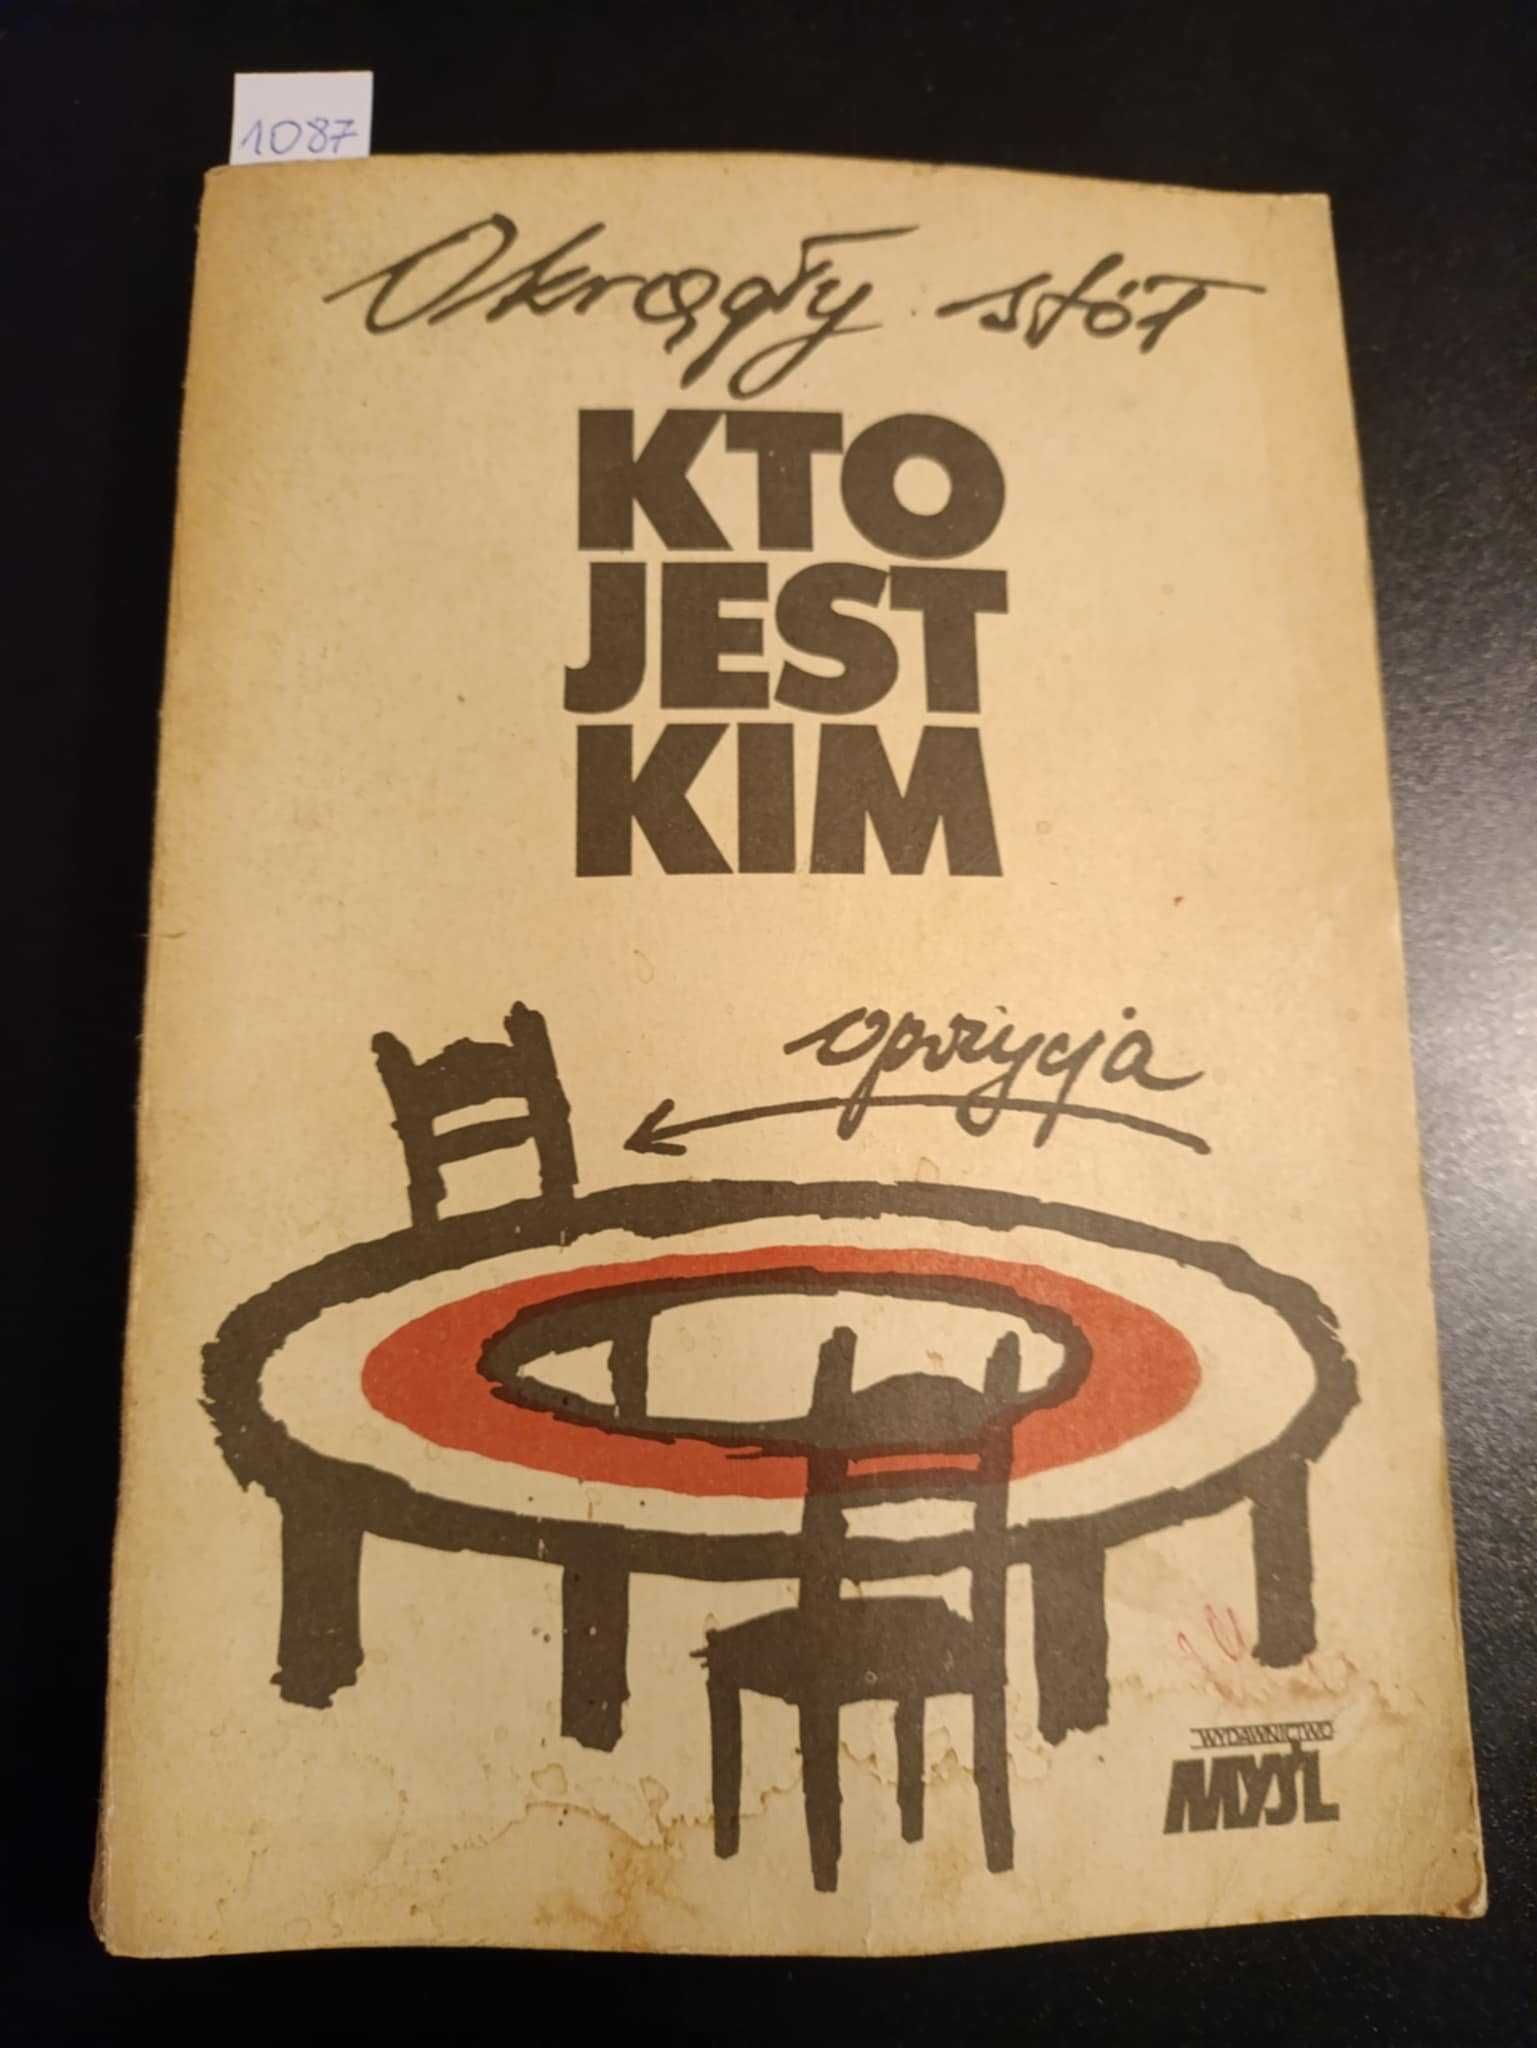 1087
Okrągły stół
KTO
JEST
KIM
opozycja
WYDAWNICTWO
MYŚL